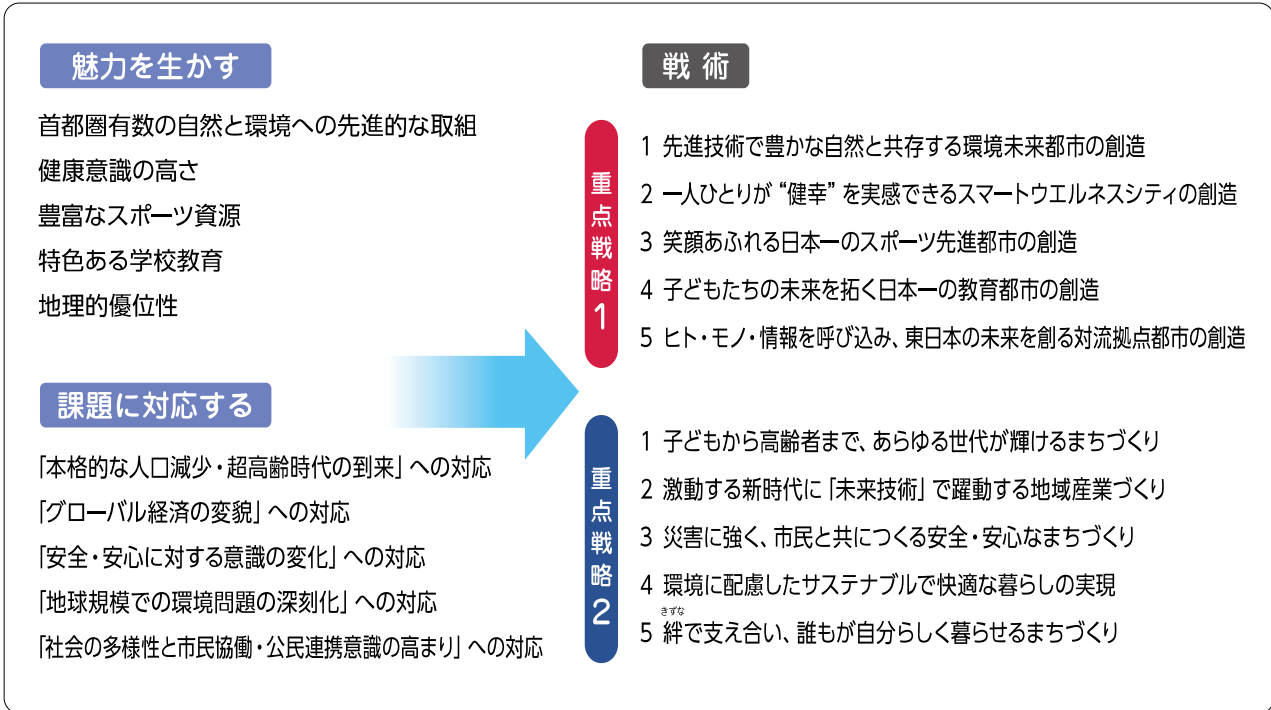 魅力を生かす
首都圏有数の自然と環境への先進的な取組
健康意識の高さ
豊富なスポーツ資源
特色ある学校教育
地理的優位性
課題に対応する
「本格的な人口減少・超高齢時代の到来」への対応
「グローバル経済の変貌」への対応
「安全・安心に対する意識の変化」への対応
「地球規模での環境問題の深刻化」への対応
「社会の多様性と市民協働・公民連携意識の高まり」への対応
戦術
重点戦略1
1 先進技術で豊かな自然と共存する環境未来都市の創造
2 一人ひとりが“健幸”を実感できるスマートウエルネスシティの創造
3 笑顔あふれる日本一のスポーツ先進都市の創造
4 子どもたちの未来を拓く日本一の教育都市の創造
5 ヒト・モノ・情報を呼び込み、東日本の未来を創る対流拠点都市の創造
重点戦略2
1 子どもから高齢者まで、あらゆる世代が輝けるまちづくり
2 激動する新時代に「未来技術」で躍動する地域産業づくり
3 災害に強く、市民と共につくる安全・安心なまちづくり
4 環境に配慮したサステナブルで快適な暮らしの実現
きずな
5 絆で支え合い、誰もが自分らしく暮らせるまちづくり